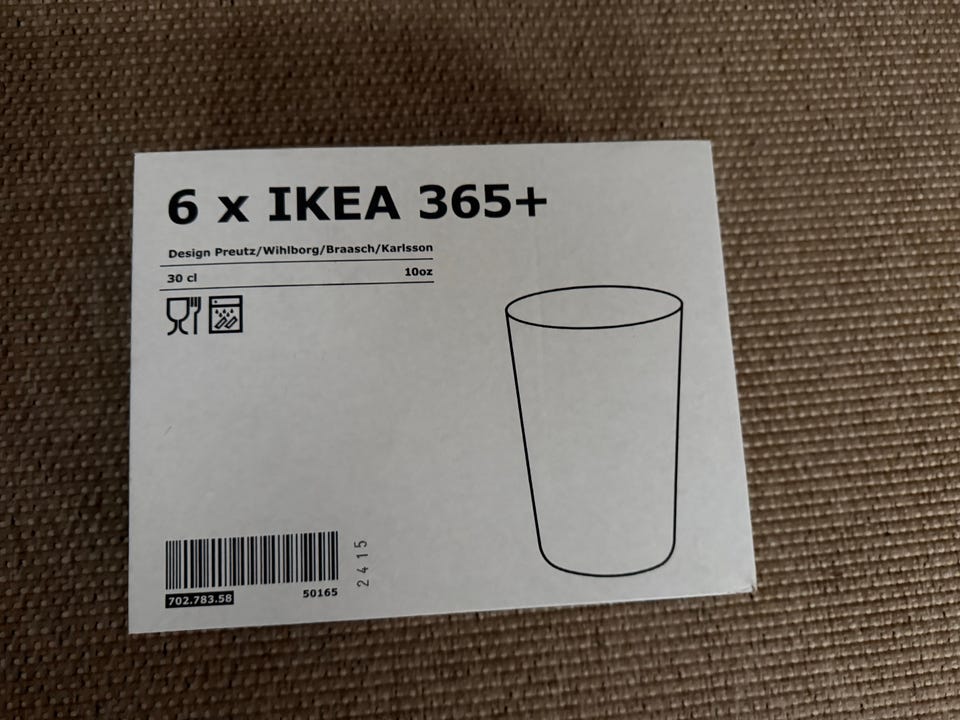 6 x IKEA 365+
Design Preutz/Wihlborg/Braasch/Karlsson
30 cl 10oz
702.783.58 50165
2415